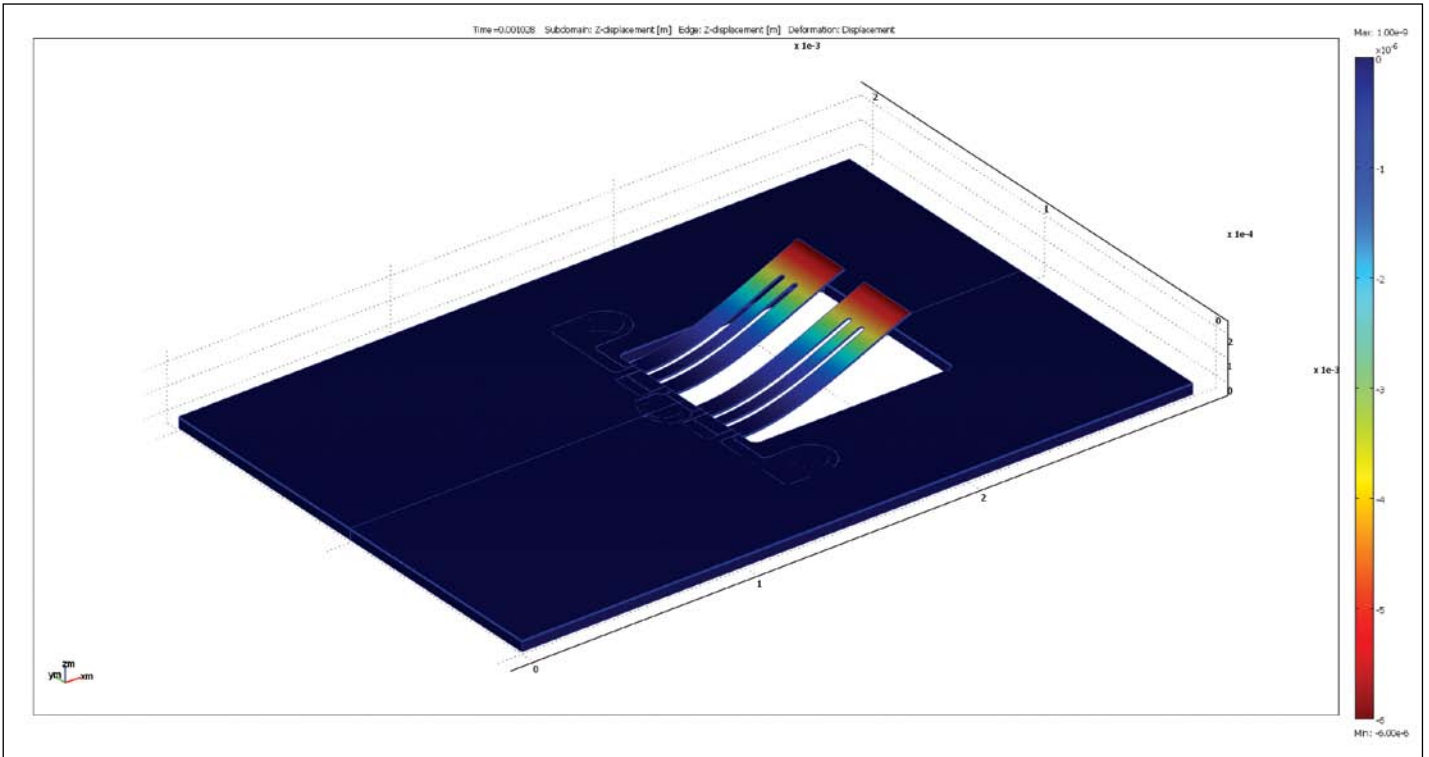 Time=0.001028 Subdomain: Z-displacement [m] Edge: Z-displacement [m] Deformation: Displacement
x 1e-3
Max: 1.00e-9
x10⁻⁶
0
-1
-2
-3
-4
-5
-6
Min: -6.00e-6
2
1
0
x 1e-4
2
1
0
x 1e-3
2
1
0
zm
ym
xm